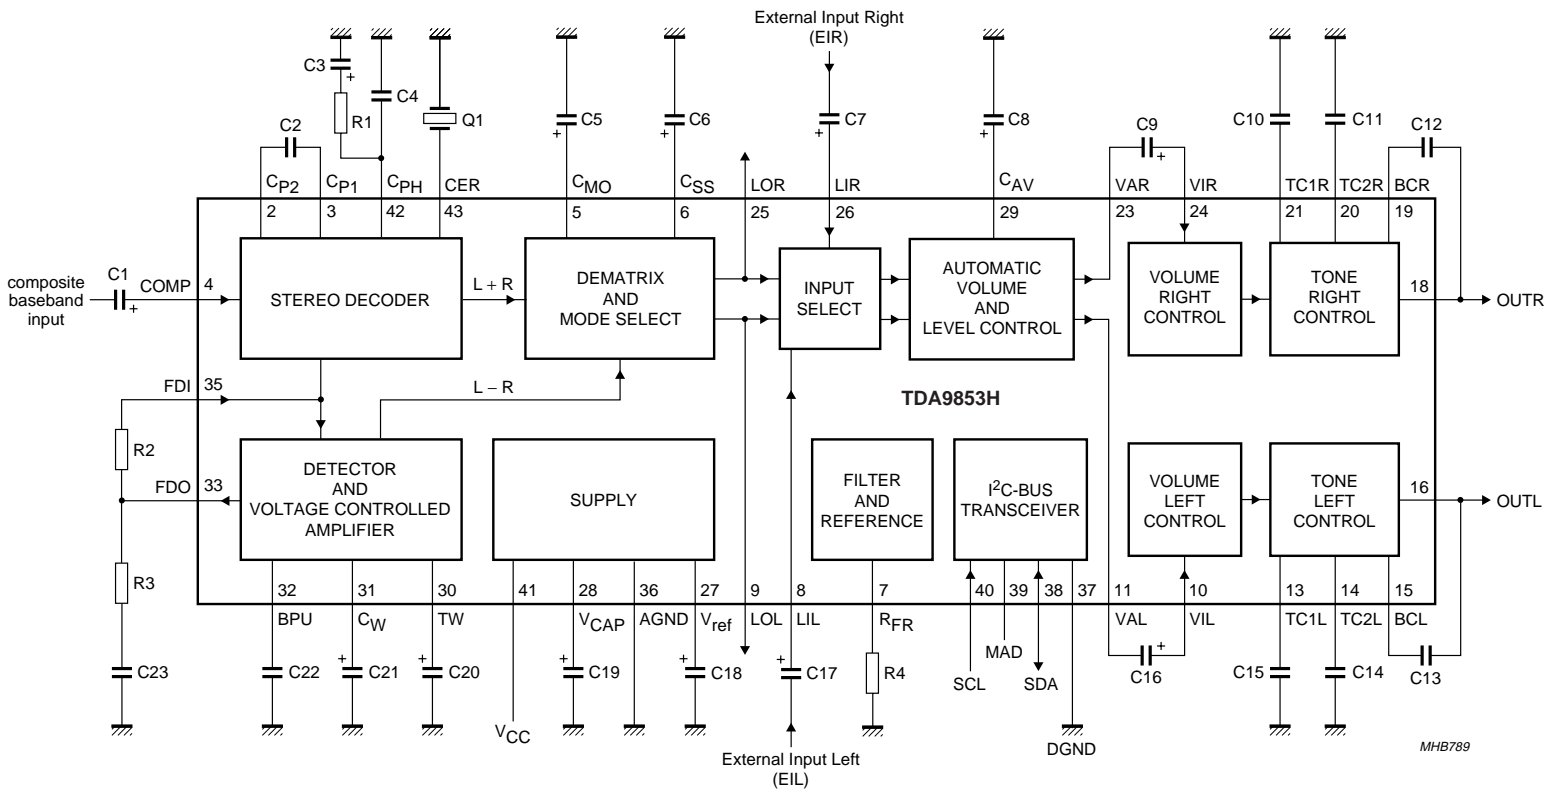 External Input Right
(EIR)
C3
C4
R1
Q1
C2
C5
C6
C7
C8
C9
C10
C11
C12
CP2
CP1
CPH
CER
CMO
CSS
LOR
LIR
CAV
VAR
VIR
TC1R
TC2R
BCR
2
3
42
43
5
6
25
26
29
23
24
21
20
19
composite
baseband
input
C1
+
COMP
4
STEREO DECODER
L + R
DEMATRIX
AND
MODE SELECT
INPUT
SELECT
AUTOMATIC
VOLUME
AND
LEVEL CONTROL
VOLUME
RIGHT
CONTROL
TONE
RIGHT
CONTROL
18
OUTR
FDI
35
L − R
TDA9853H
R2
FDO
33
DETECTOR
AND
VOLTAGE CONTROLLED
AMPLIFIER
SUPPLY
FILTER
AND
REFERENCE
I2C-BUS
TRANSCEIVER
VOLUME
LEFT
CONTROL
TONE
LEFT
CONTROL
16
OUTL
R3
32
31
30
41
28
36
27
9
8
7
40
39
38
37
11
10
13
14
15
BPU
CW
TW
VCAP
AGND
Vref
LOL
LIL
RFR
VAL
VIL
TC1L
TC2L
BCL
MAD
SCL
SDA
C23
C22
C21
C20
C19
C18
C17
R4
C16
C15
C14
C13
VCC
DGND
External Input Left
(EIL)
MHB789